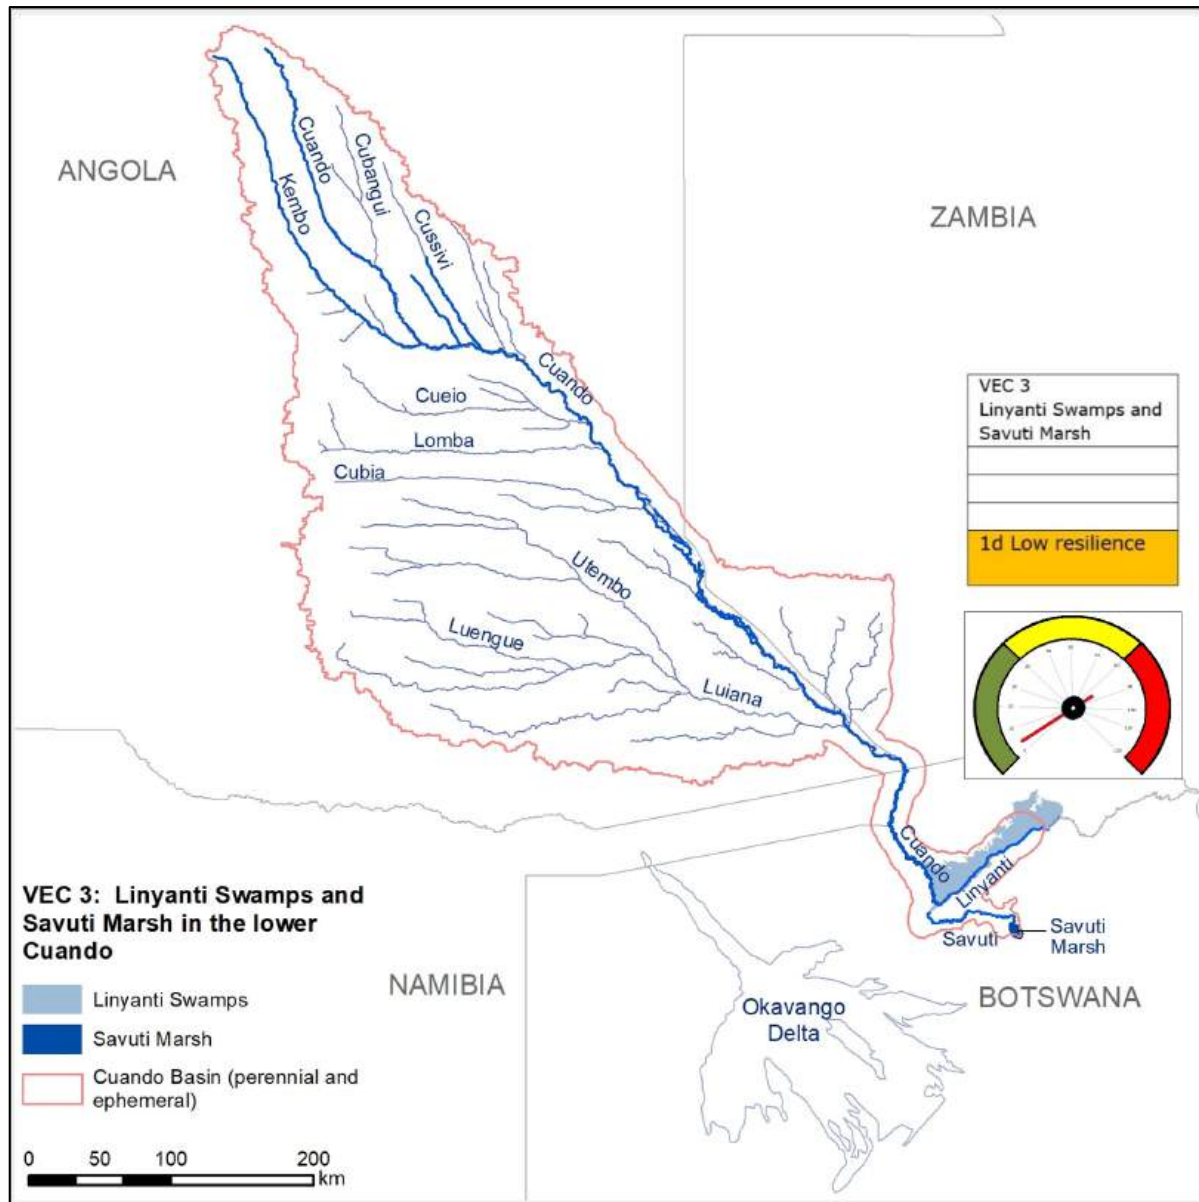 ANGOLA
ZAMBIA
Cuando
Cubangui
Kembo
Cussivi
Cuando
Cueio
Lomba
Cubia
Utembo
Luengue
Luiana
VEC 3
Linyanti Swamps and
Savuti Marsh
1d Low resilience
Cuando
Linyanti
Savuti
Savuti
Marsh
NAMIBIA
BOTSWANA
Okavango
Delta
VEC 3: Linyanti Swamps and
Savuti Marsh in the lower
Cuando
Linyanti Swamps
Savuti Marsh
Cuando Basin (perennial and
ephemeral)
0 50 100 200
km